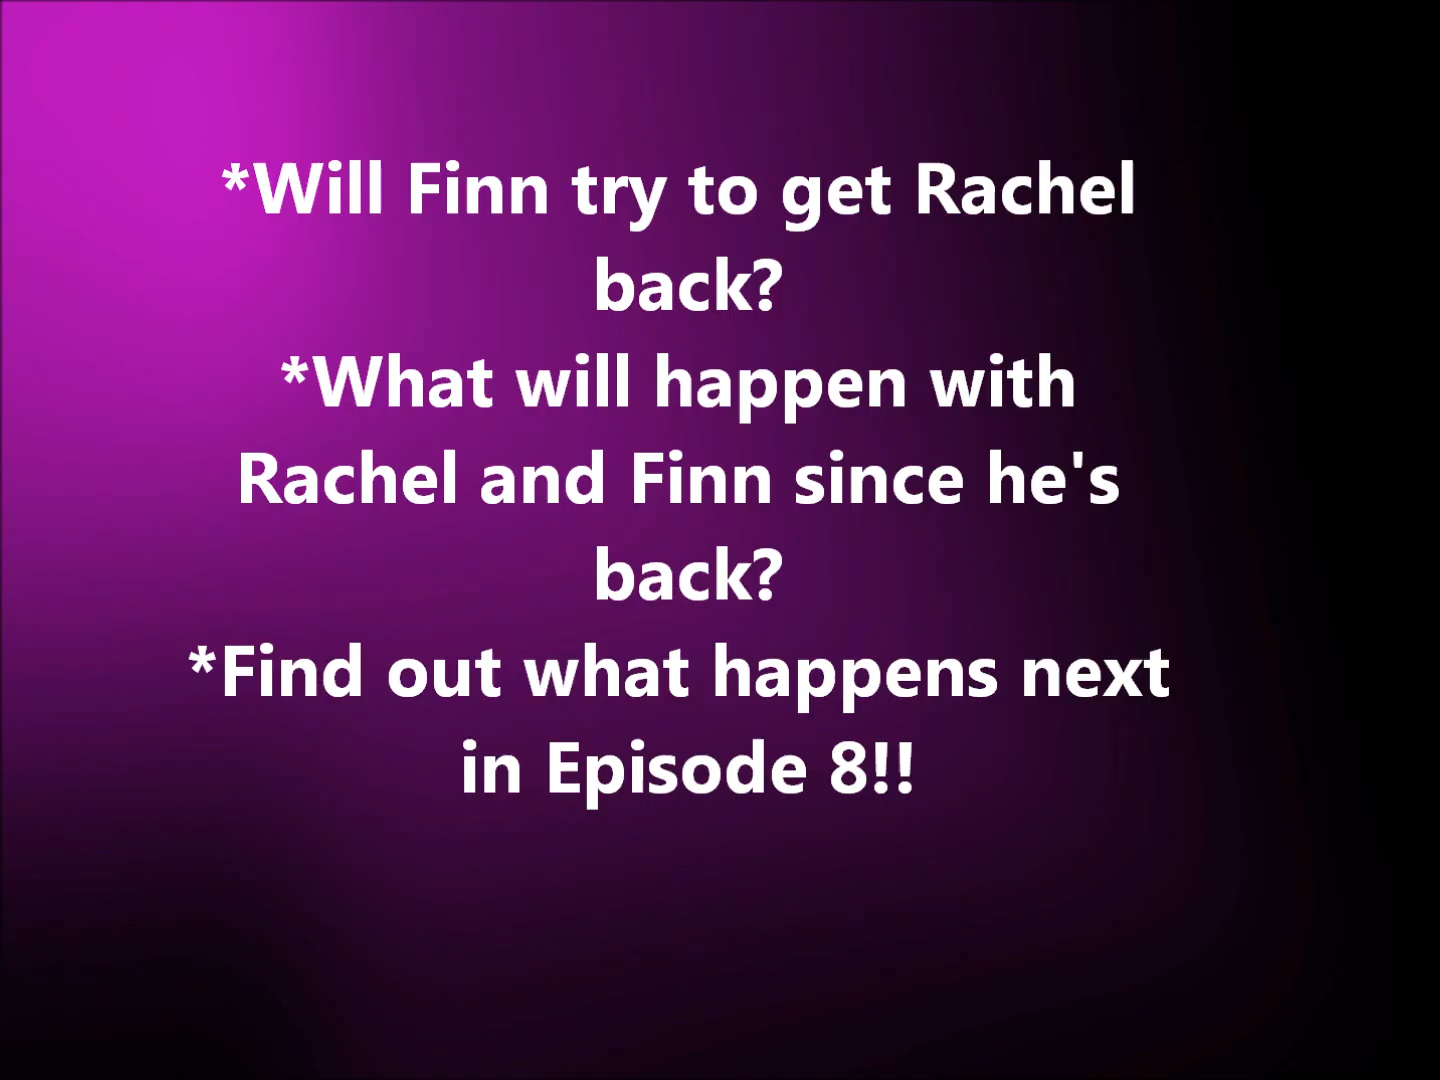 *Will Finn try to get Rachel
back?
*What will happen with
Rachel and Finn since he's
back?
*Find out what happens next
in Episode 8!!